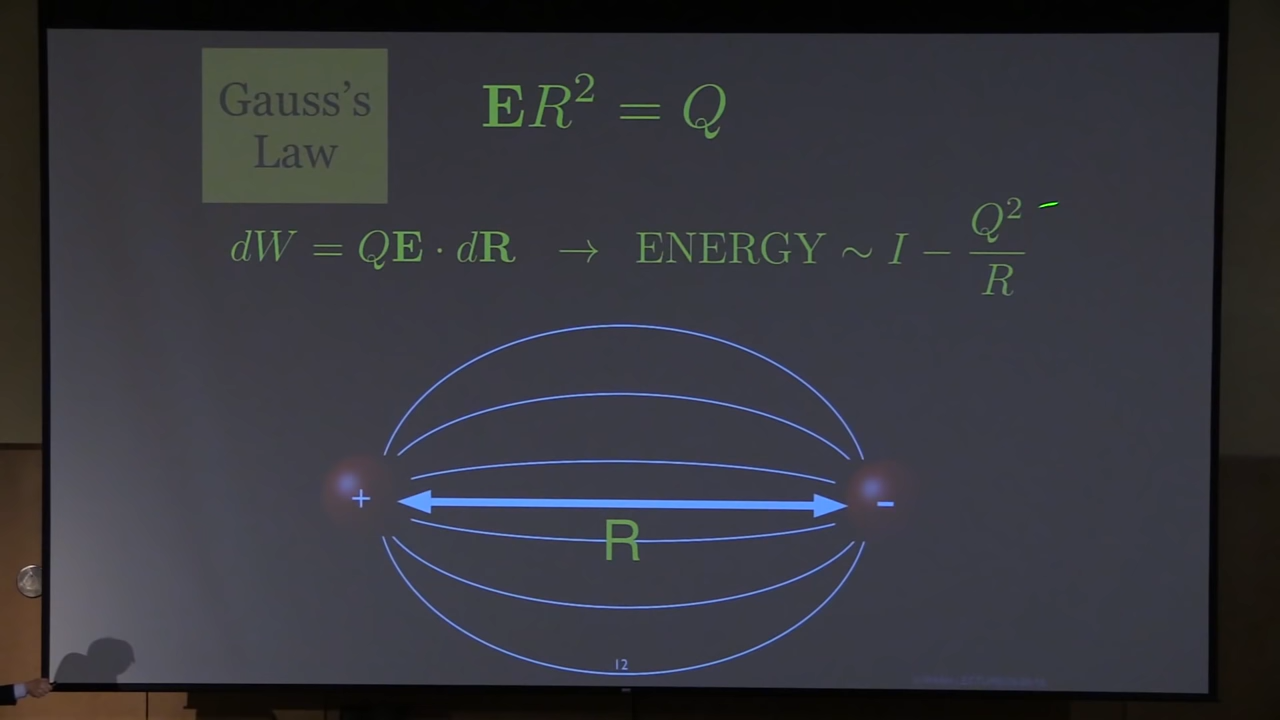 Gauss's
Law
ER² = Q
dW = QE · dR → ENERGY ~ I − Q²/R
+
−
R
12